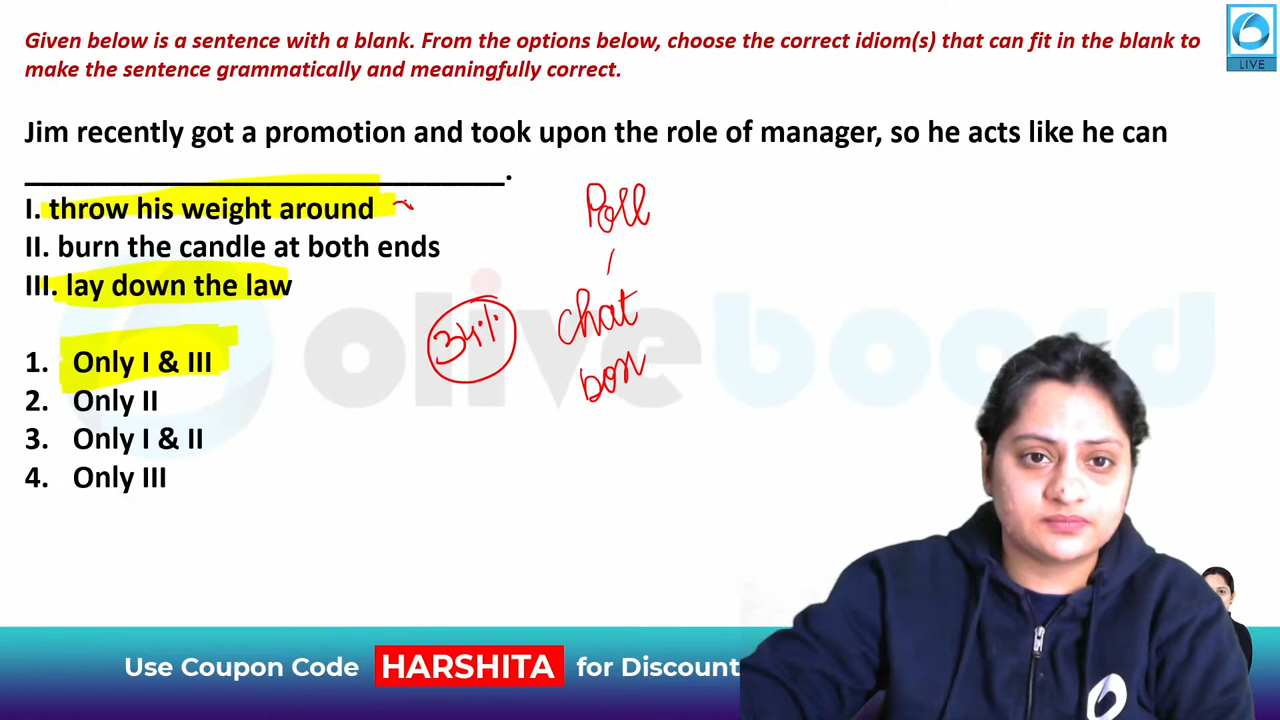 Given below is a sentence with a blank. From the options below, choose the correct idiom(s) that can fit in the blank to
make the sentence grammatically and meaningfully correct.
LIVE
Jim recently got a promotion and took upon the role of manager, so he acts like he can
______________________________.
I. throw his weight around
II. burn the candle at both ends
III. lay down the law
Poll
chat
box
34%
1. Only I & III
2. Only II
3. Only I & II
4. Only III
oliveboard
Use Coupon Code HARSHITA for Discount